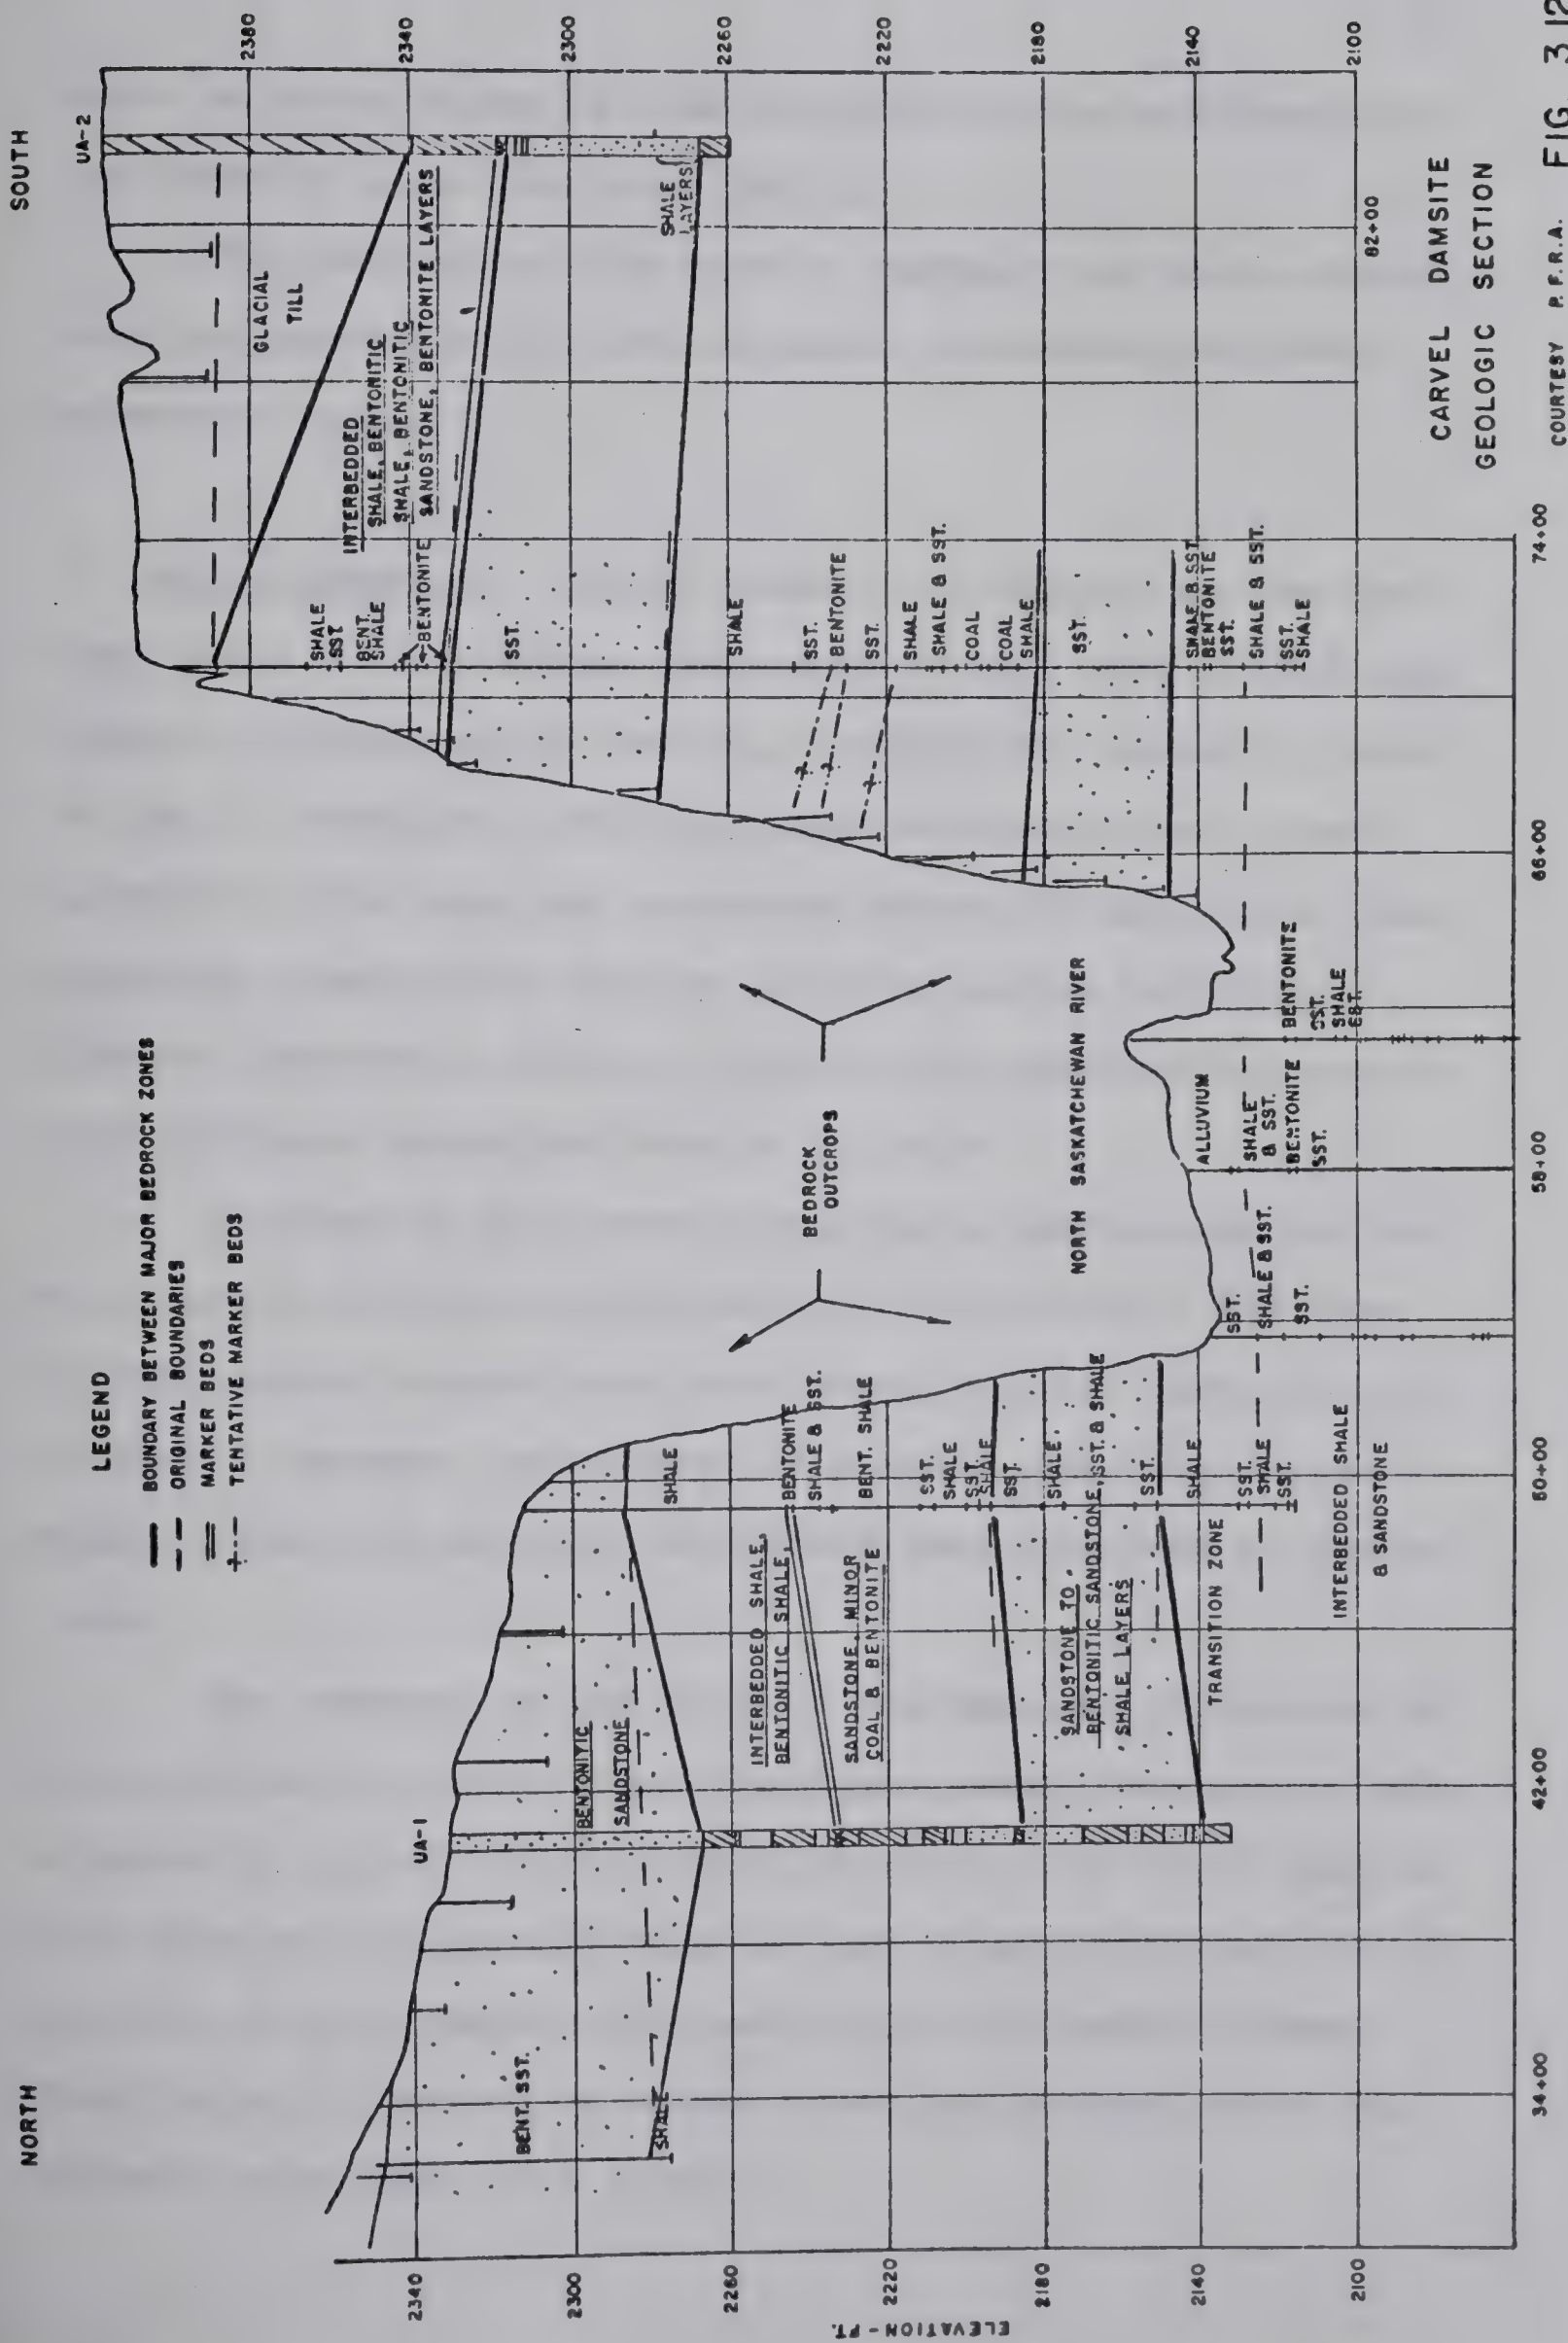 NORTH
SOUTH
LEGEND
BOUNDARY BETWEEN MAJOR BEDROCK ZONES
ORIGINAL BOUNDARIES
MARKER BEDS
TENTATIVE MARKER BEDS
UA-1
UA-2
ELEVATION-FT.
2340
2300
2260
2220
2180
2140
2100
BENT. SST.
SHALE
BENTONITIC
SANDSTONE
INTERBEDDED SHALE,
BENTONITIC SHALE,
SANDSTONE, MINOR
COAL & BENTONITE
SANDSTONE TO
BENTONITIC SANDSTONE, SST. & SHALE
SHALE LAYERS
TRANSITION ZONE
INTERBEDDED SHALE
& SANDSTONE
SHALE
BENTONITE
SHALE & SST.
BENT. SHALE
SST.
SHALE
SST.
SHALE
SST.
SHALE
SST.
SHALE
SST.
SHALE
SST.
BEDROCK
OUTCROPS
NORTH SASKATCHEWAN RIVER
SST.
SHALE & SST.
SST.
ALLUVIUM
SHALE
& SST.
BENTONITE
SST.
BENTONITE
SST.
SHALE
GLACIAL
TILL
INTERBEDDED
SHALE, BENTONITIC
SHALE, BENTONITIC
SANDSTONE, BENTONITE LAYERS
SHALE
SST
BENT.
SHALE
BENTONITE
SST.
SHALE
LAYERS
SHALE
SST.
BENTONITE
SST.
SHALE
SHALE & SST.
COAL
COAL
SHALE
SST.
SHALE & SST.
BENTONITE
SST.
SHALE & SST.
SST.
SHALE
2380
2340
2300
2260
2220
2180
2140
2100
34+00
42+00
50+00
58+00
66+00
74+00
82+00
CARVEL DAMSITE
GEOLOGIC SECTION
COURTESY P.F.R.A.
FIG. 3.12